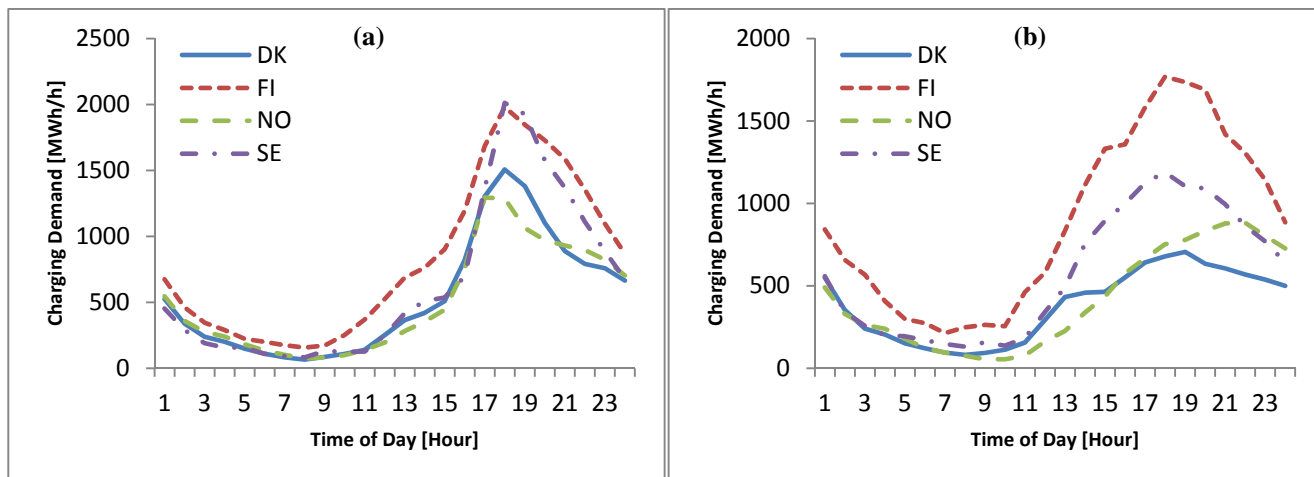 (a)
Charging Demand [MWh/h]
2500
2000
1500
1000
500
0
DK
FI
NO
SE
1 3 5 7 9 11 13 15 17 19 21 23
Time of Day [Hour]
(b)
Charging Demand [MWh/h]
2000
1500
1000
500
0
DK
FI
NO
SE
1 3 5 7 9 11 13 15 17 19 21 23
Time of Day [Hour]